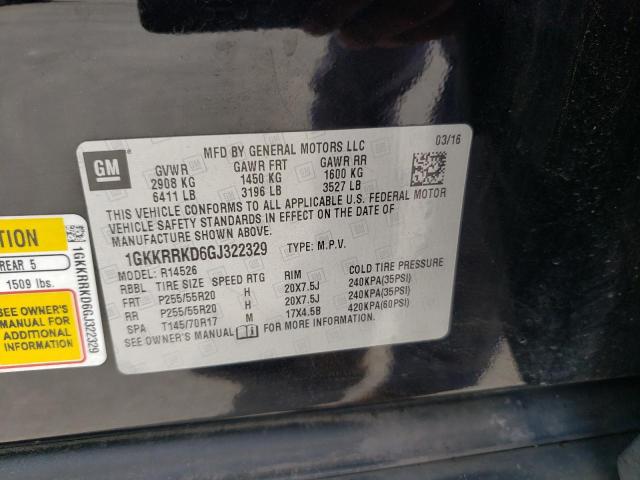 GM
MFD BY GENERAL MOTORS LLC
03/16
GVWR GAWR FRT GAWR RR
2908 KG 1450 KG 1600 KG
6411 LB 3196 LB 3527 LB
THIS VEHICLE CONFORMS TO ALL APPLICABLE U.S. FEDERAL MOTOR
VEHICLE SAFETY STANDARDS IN EFFECT ON THE DATE OF
MANUFACTURE SHOWN ABOVE.
1GKKRRKD6GJ322329 TYPE: M.P.V.
MODEL: R14526
RBBL TIRE SIZE SPEED RTG RIM COLD TIRE PRESSURE
FRT P255/55R20 H 20X7.5J 240KPA(35PSI)
RR P255/55R20 H 20X7.5J 240KPA(35PSI)
SPA T145/70R17 M 17X4.5B 420KPA(60PSI)
SEE OWNER'S MANUAL FOR MORE INFORMATION.
TION
REAR 5
1509 lbs.
SEE OWNER'S
MANUAL FOR
ADDITIONAL
INFORMATION
1GKKRRKD6GJ322329